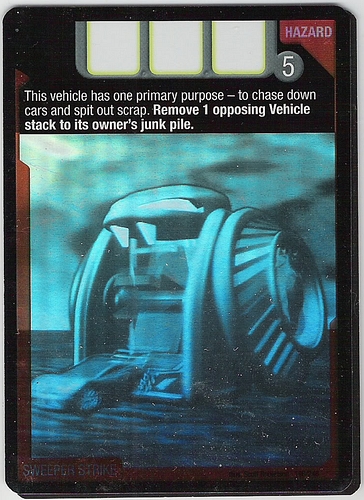 HAZARD
5
This vehicle has one primary purpose – to chase down
cars and spit out scrap. Remove 1 opposing Vehicle
stack to its owner's junk pile.
SWEEPER STRIKE